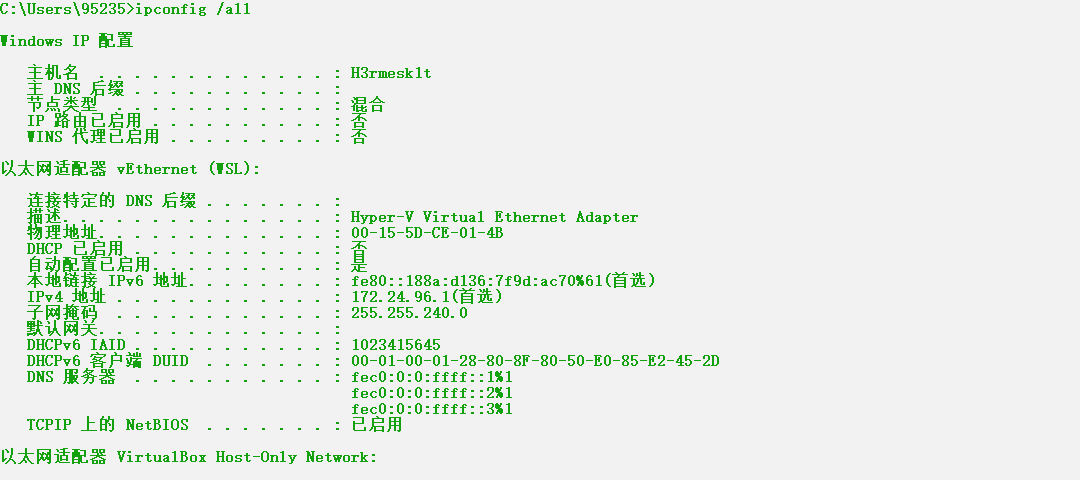 C:\Users\95235>ipconfig /all
Windows IP 配置
主机名 . . . . . . . . . . . . . : H3rmesk1t
主 DNS 后缀 . . . . . . . . . . . :
节点类型 . . . . . . . . . . . . : 混合
IP 路由已启用 . . . . . . . . . . : 否
WINS 代理已启用 . . . . . . . . . : 否
以太网适配器 vEthernet (WSL):
连接特定的 DNS 后缀 . . . . . . . :
描述. . . . . . . . . . . . . . . : Hyper-V Virtual Ethernet Adapter
物理地址. . . . . . . . . . . . . : 00-15-5D-CE-01-4B
DHCP 已启用 . . . . . . . . . . . : 否
自动配置已启用. . . . . . . . . . : 是
本地链接 IPv6 地址. . . . . . . . : fe80::188a:d136:7f9d:ac70%61(首选)
IPv4 地址 . . . . . . . . . . . . : 172.24.96.1(首选)
子网掩码 . . . . . . . . . . . . : 255.255.240.0
默认网关. . . . . . . . . . . . . :
DHCPv6 IAID . . . . . . . . . . . : 1023415645
DHCPv6 客户端 DUID . . . . . . . : 00-01-00-01-28-80-8F-80-50-E0-85-E2-45-2D
DNS 服务器 . . . . . . . . . . . : fec0:0:0:ffff::1%1
fec0:0:0:ffff::2%1
fec0:0:0:ffff::3%1
TCPIP 上的 NetBIOS . . . . . . . : 已启用
以太网适配器 VirtualBox Host-Only Network: